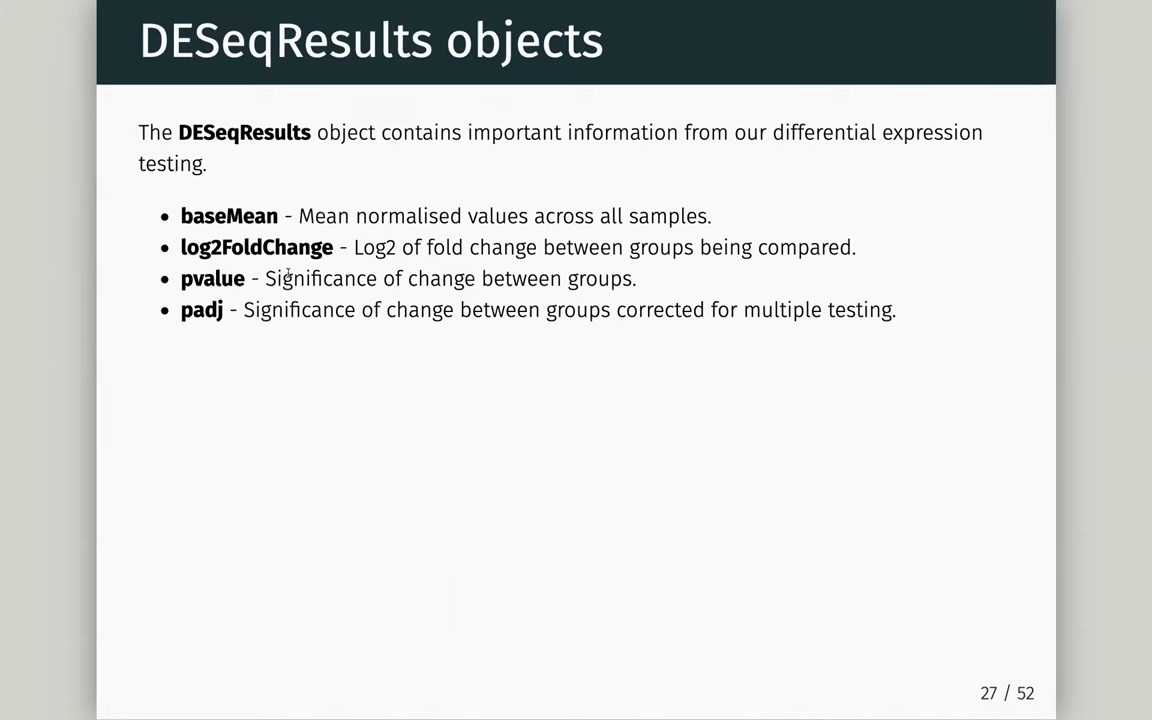 DESeqResults objects
The DESeqResults object contains important information from our differential expression
testing.
• baseMean - Mean normalised values across all samples.
• log2FoldChange - Log2 of fold change between groups being compared.
• pvalue - Significance of change between groups.
• padj - Significance of change between groups corrected for multiple testing.
27 / 52